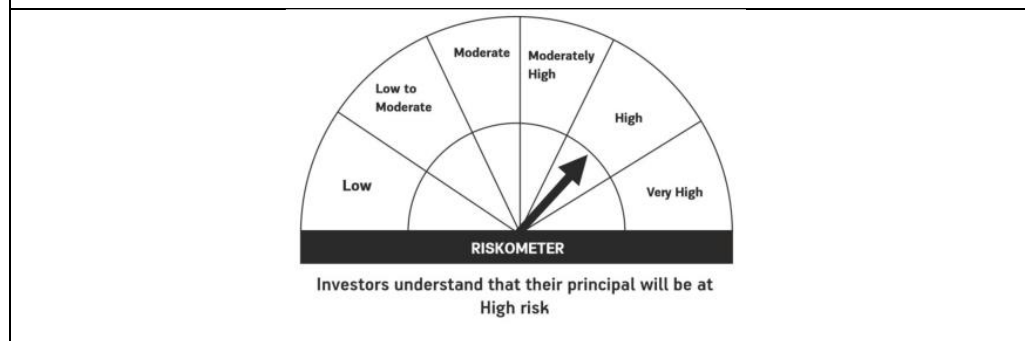 Low
Low to
Moderate
Moderate
Moderately
High
High
Very High
RISKOMETER
Investors understand that their principal will be at
High risk